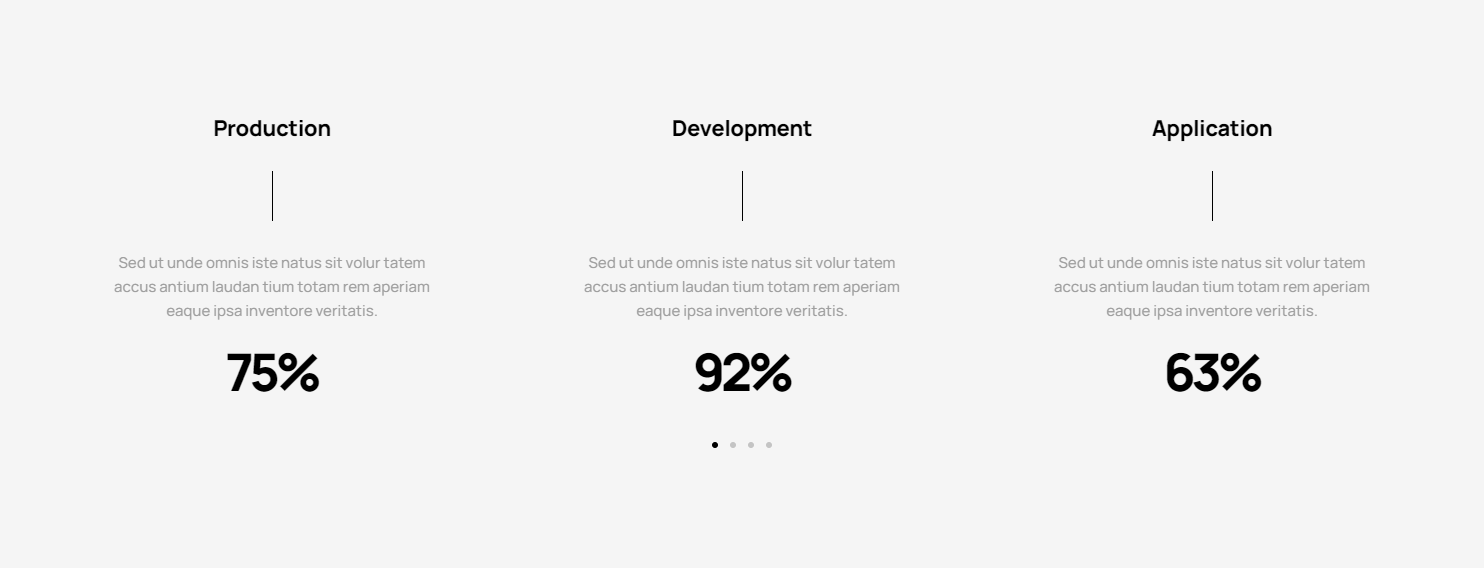 Production
Sed ut unde omnis iste natus sit volur tatem
accus antium laudan tium totam rem aperiam
eaque ipsa inventore veritatis.
75%
Development
Sed ut unde omnis iste natus sit volur tatem
accus antium laudan tium totam rem aperiam
eaque ipsa inventore veritatis.
92%
Application
Sed ut unde omnis iste natus sit volur tatem
accus antium laudan tium totam rem aperiam
eaque ipsa inventore veritatis.
63%